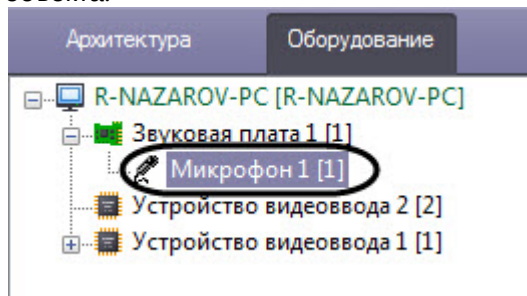 Архитектура Оборудование
R-NAZAROV-PC [R-NAZAROV-PC]
Звуковая плата 1 [1]
Микрофон 1 [1]
Устройство видеоввода 2 [2]
Устройство видеоввода 1 [1]